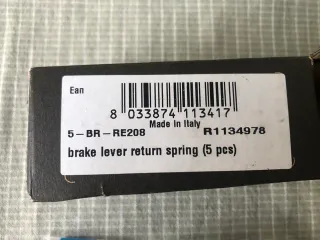 Ean
8 033874 113417
Made in Italy
5-BR-RE208 R1134978
brake lever return spring (5 pcs)